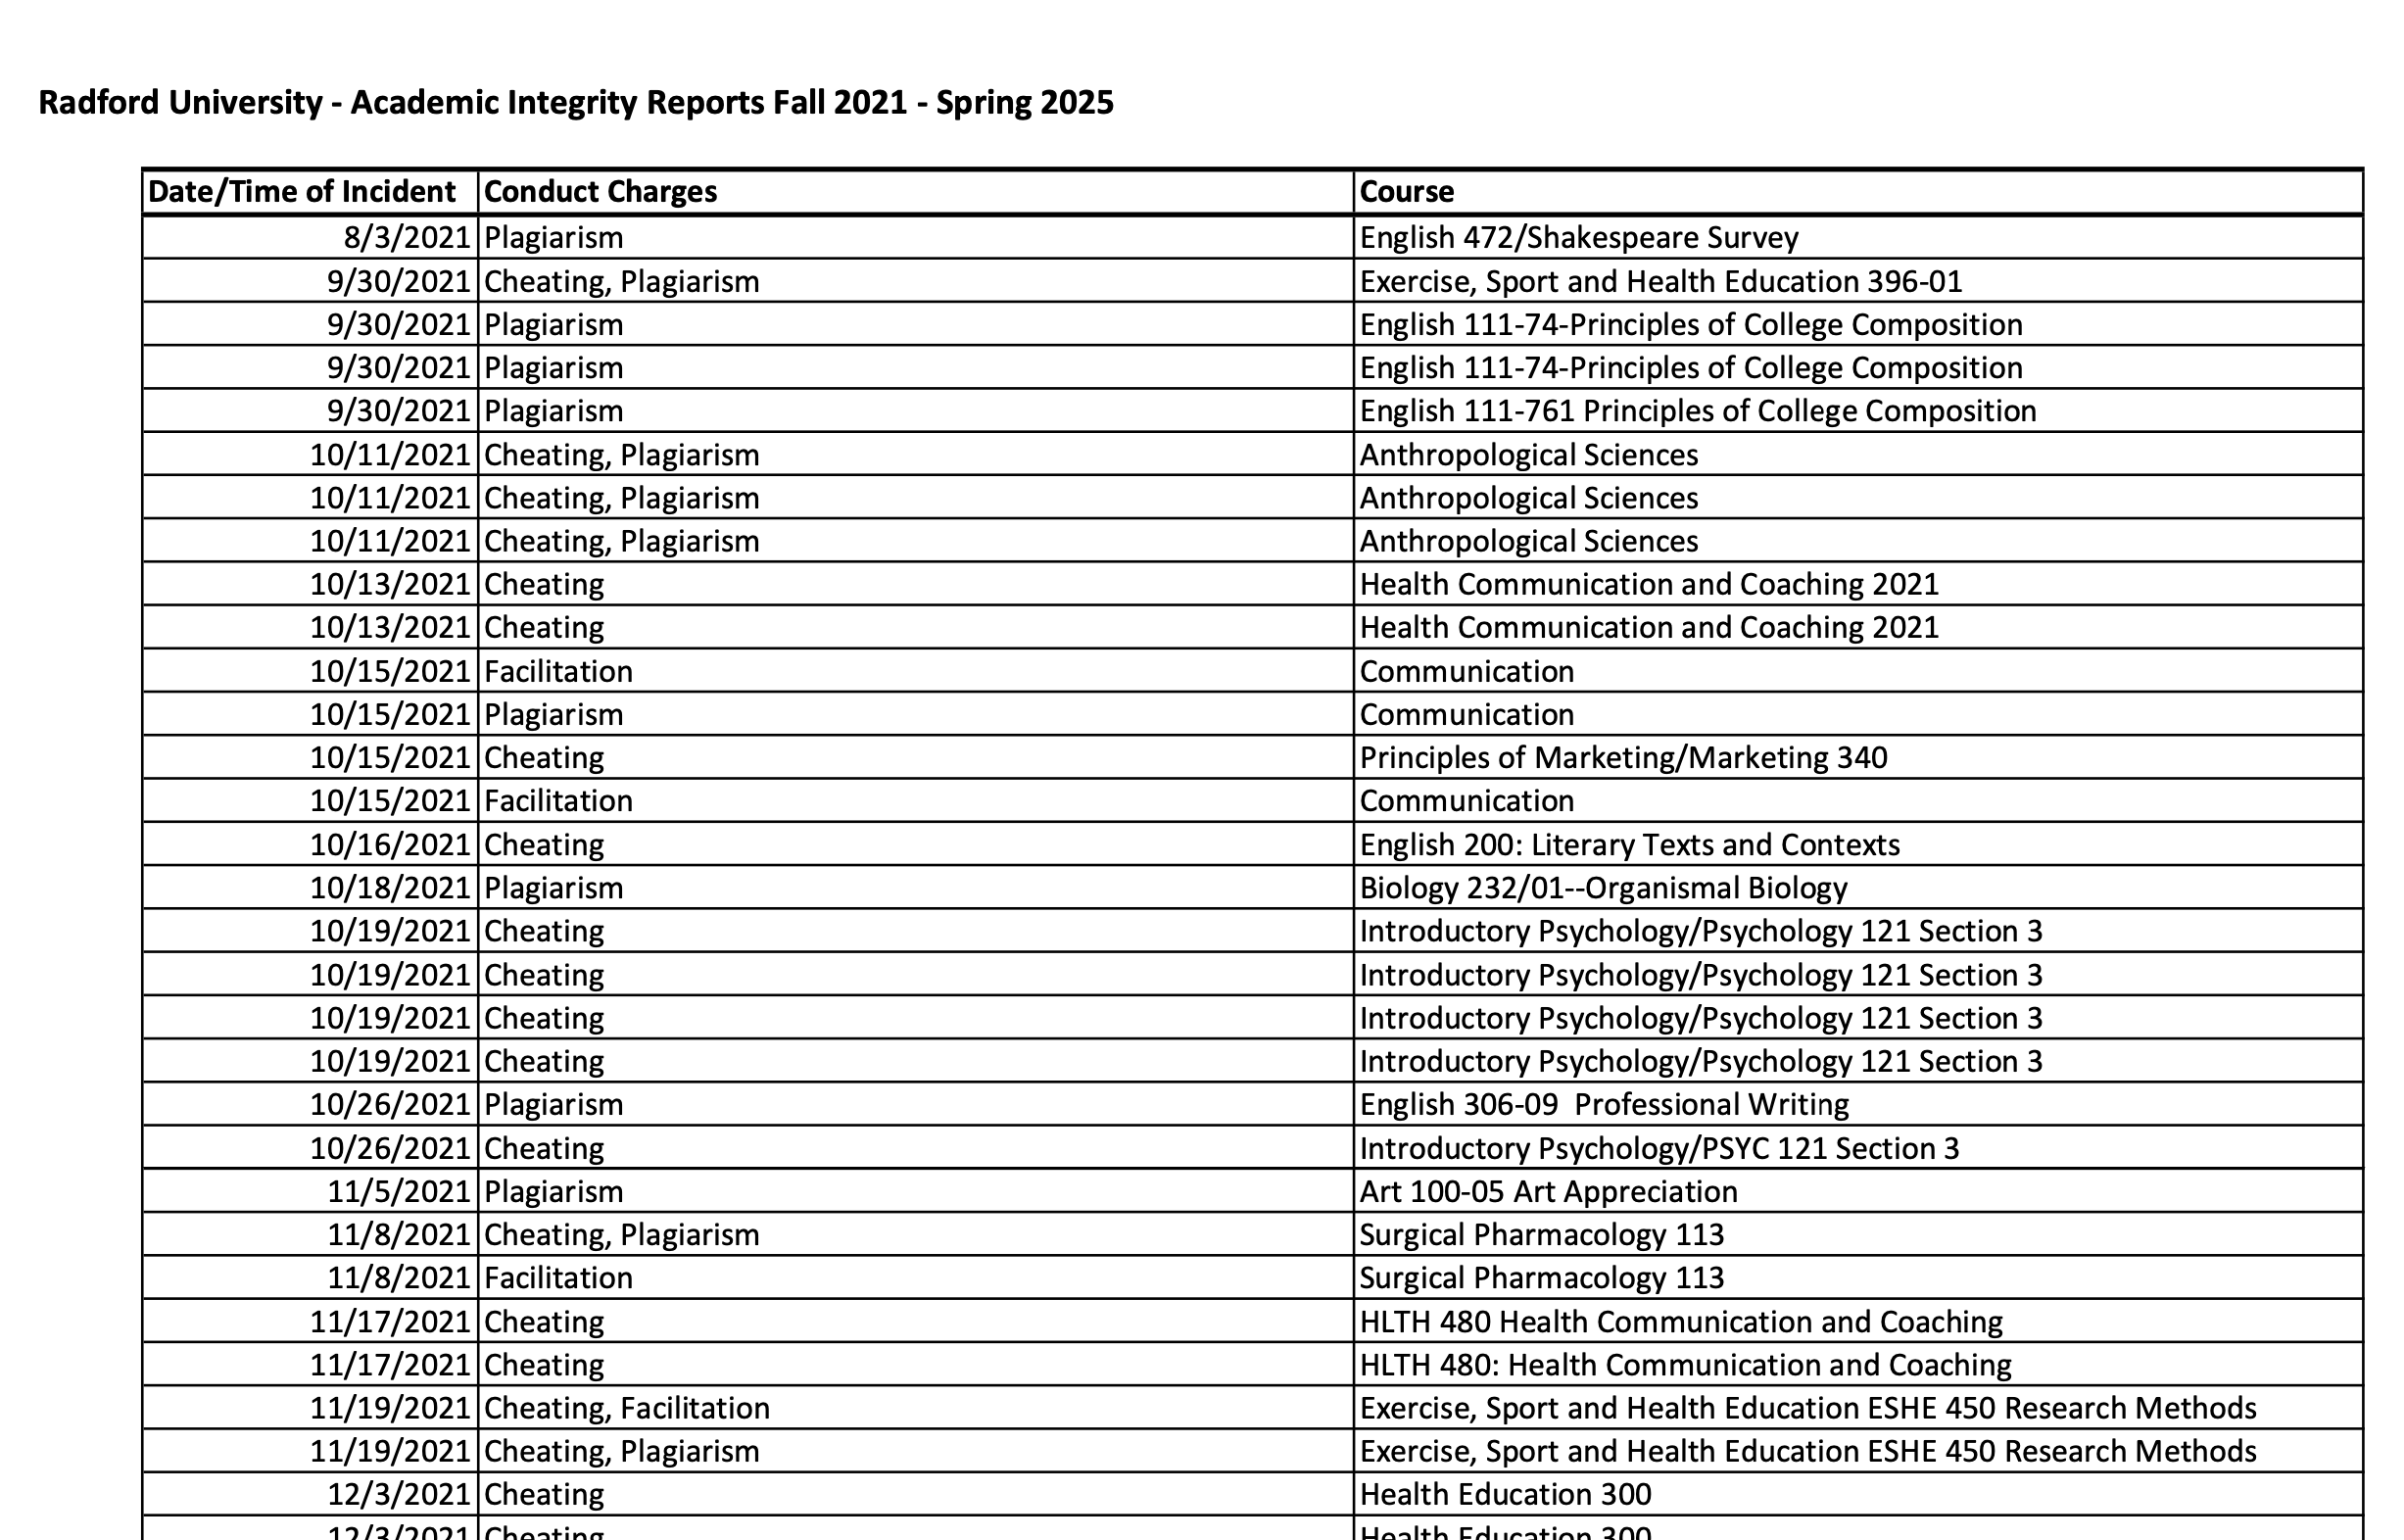 Radford University - Academic Integrity Reports Fall 2021 - Spring 2025
Date/Time of Incident Conduct Charges Course
8/3/2021 Plagiarism English 472/Shakespeare Survey
9/30/2021 Cheating, Plagiarism Exercise, Sport and Health Education 396-01
9/30/2021 Plagiarism English 111-74-Principles of College Composition
9/30/2021 Plagiarism English 111-74-Principles of College Composition
9/30/2021 Plagiarism English 111-761 Principles of College Composition
10/11/2021 Cheating, Plagiarism Anthropological Sciences
10/11/2021 Cheating, Plagiarism Anthropological Sciences
10/11/2021 Cheating, Plagiarism Anthropological Sciences
10/13/2021 Cheating Health Communication and Coaching 2021
10/13/2021 Cheating Health Communication and Coaching 2021
10/15/2021 Facilitation Communication
10/15/2021 Plagiarism Communication
10/15/2021 Cheating Principles of Marketing/Marketing 340
10/15/2021 Facilitation Communication
10/16/2021 Cheating English 200: Literary Texts and Contexts
10/18/2021 Plagiarism Biology 232/01--Organismal Biology
10/19/2021 Cheating Introductory Psychology/Psychology 121 Section 3
10/19/2021 Cheating Introductory Psychology/Psychology 121 Section 3
10/19/2021 Cheating Introductory Psychology/Psychology 121 Section 3
10/19/2021 Cheating Introductory Psychology/Psychology 121 Section 3
10/26/2021 Plagiarism English 306-09  Professional Writing
10/26/2021 Cheating Introductory Psychology/PSYC 121 Section 3
11/5/2021 Plagiarism Art 100-05 Art Appreciation
11/8/2021 Cheating, Plagiarism Surgical Pharmacology 113
11/8/2021 Facilitation Surgical Pharmacology 113
11/17/2021 Cheating HLTH 480 Health Communication and Coaching
11/17/2021 Cheating HLTH 480: Health Communication and Coaching
11/19/2021 Cheating, Facilitation Exercise, Sport and Health Education ESHE 450 Research Methods
11/19/2021 Cheating, Plagiarism Exercise, Sport and Health Education ESHE 450 Research Methods
12/3/2021 Cheating Health Education 300
12/3/2021 Cheating Health Education 300